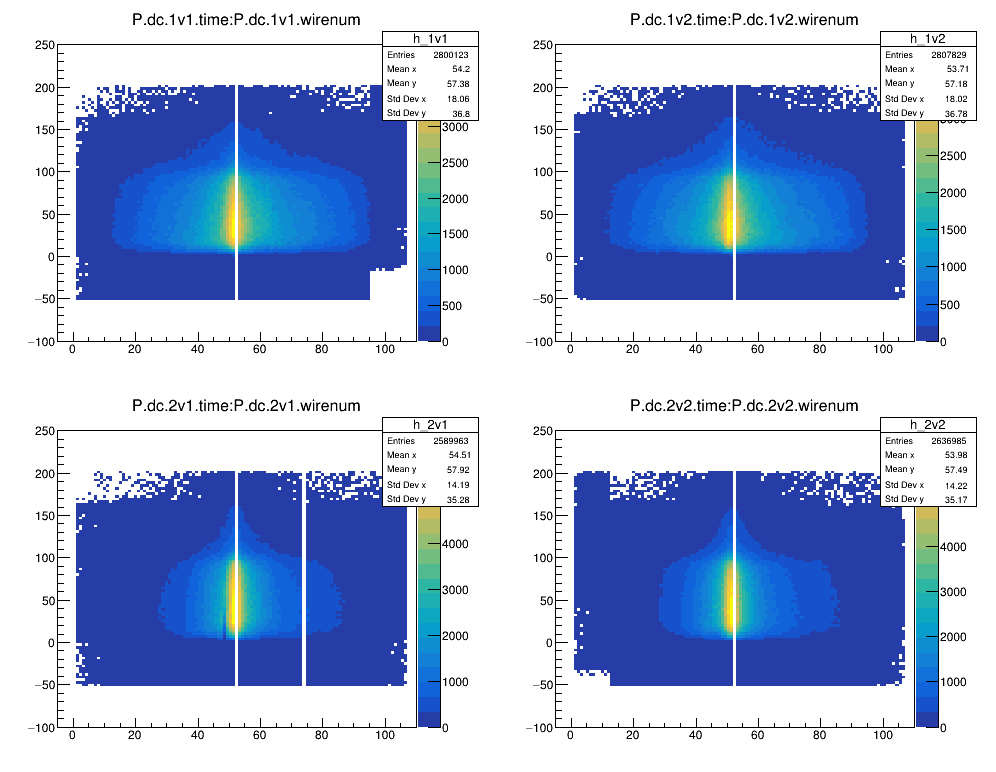 P.dc.1v1.time:P.dc.1v1.wirenum
h_1v1
Entries 2800123
Mean x 54.2
Mean y 57.38
Std Dev x 18.06
Std Dev y 36.8
250
200
150
100
50
0
−50
−100
0 20 40 60 80 100
3000
2500
2000
1500
1000
500
0
P.dc.1v2.time:P.dc.1v2.wirenum
h_1v2
Entries 2807829
Mean x 53.71
Mean y 57.18
Std Dev x 18.02
Std Dev y 36.78
250
200
150
100
50
0
−50
−100
0 20 40 60 80 100
3000
2500
2000
1500
1000
500
0
P.dc.2v1.time:P.dc.2v1.wirenum
h_2v1
Entries 2589963
Mean x 54.51
Mean y 57.92
Std Dev x 14.19
Std Dev y 35.28
250
200
150
100
50
0
−50
−100
0 20 40 60 80 100
4000
3000
2000
1000
0
P.dc.2v2.time:P.dc.2v2.wirenum
h_2v2
Entries 2636985
Mean x 53.98
Mean y 57.49
Std Dev x 14.22
Std Dev y 35.17
250
200
150
100
50
0
−50
−100
0 20 40 60 80 100
4000
3000
2000
1000
0